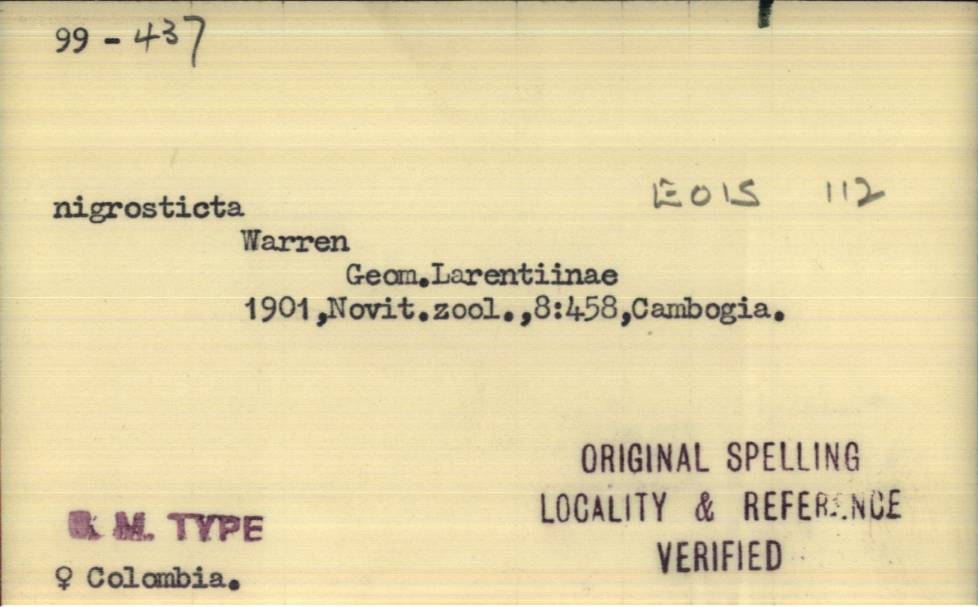 99 - 437
EOIS 112
nigrosticta
Warren
Geom.Larentiinae
1901,Novit.zool.,8:458,Cambogia.
ORIGINAL SPELLING
LOCALITY & REFERENCE
VERIFIED
B. M. TYPE
♀ Colombia.